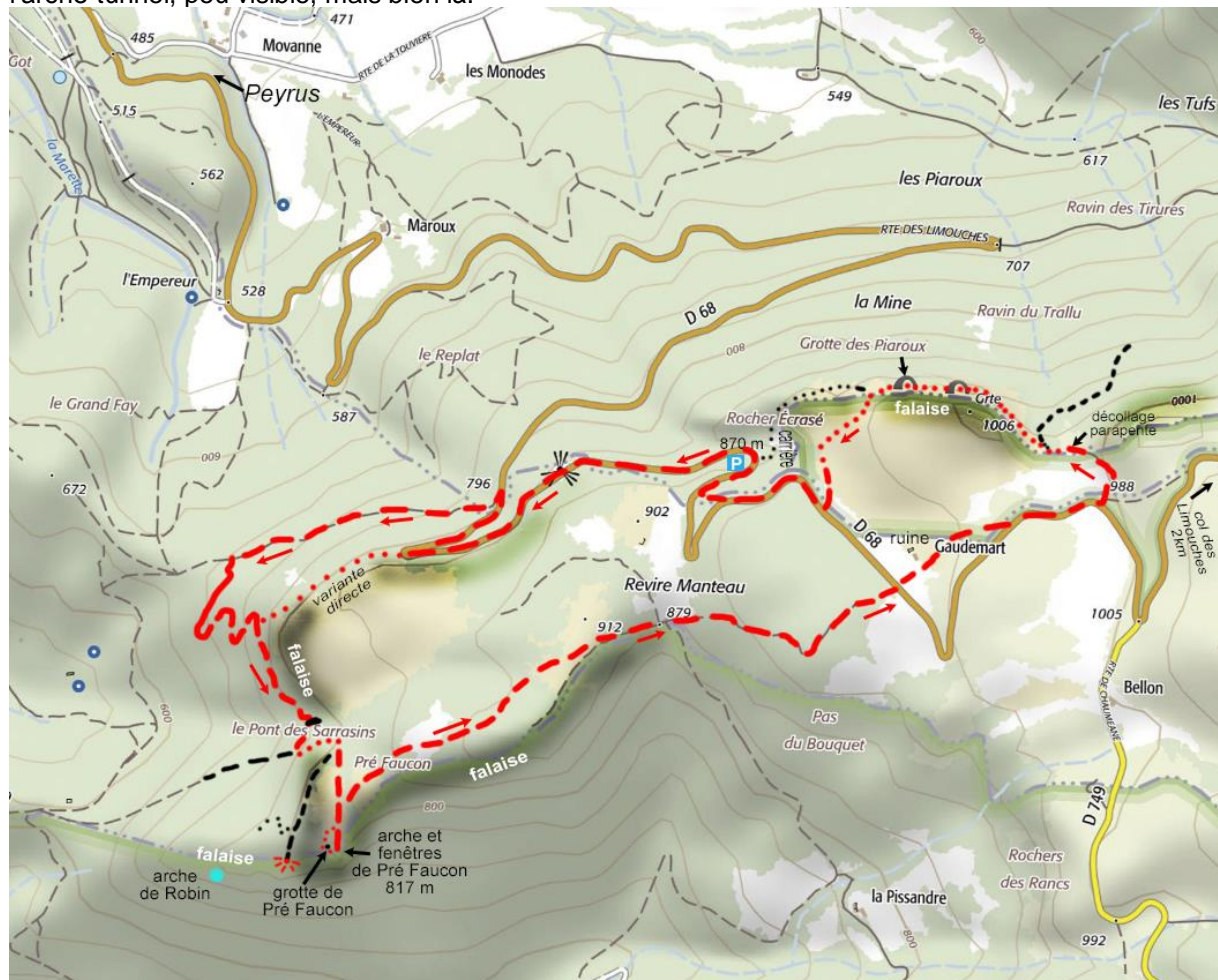 l'arche tunnel, peu visible, mais bien là.
485
Movanne
471
RTE DE LA TOUVIERE
Got
Peyrus
les Monodes
549
les Tufs
515
L'EMPEREUR
617
la Marette
562
les Piaroux
Ravin des Tirures
Maroux
RTE DES LIMOUCHES
l'Empereur
528
707
D 68
la Mine
Ravin du Trallu
800
Grotte des Piaroux
le Replat
587
le Grand Fay
600
Rocher Écrasé
falaise
Grte
1006
décollage
parapente
1000
870 m
P
carrière
672
796
988
902
D 68
ruine
Gaudemart
col des
Limouches
2km
variante
directe
Revire Manteau
879
912
1005
falaise
RTE DE CHAUMEANE
Bellon
600
le Pont des Sarrasins
Pas
du Bouquet
Pré Faucon
falaise
800
D 749
falaise
arche et
fenêtres
de Pré Faucon
817 m
arche
de Robin
grotte de
Pré Faucon
Rochers
des Rancs
la Pissandre
800
992
600